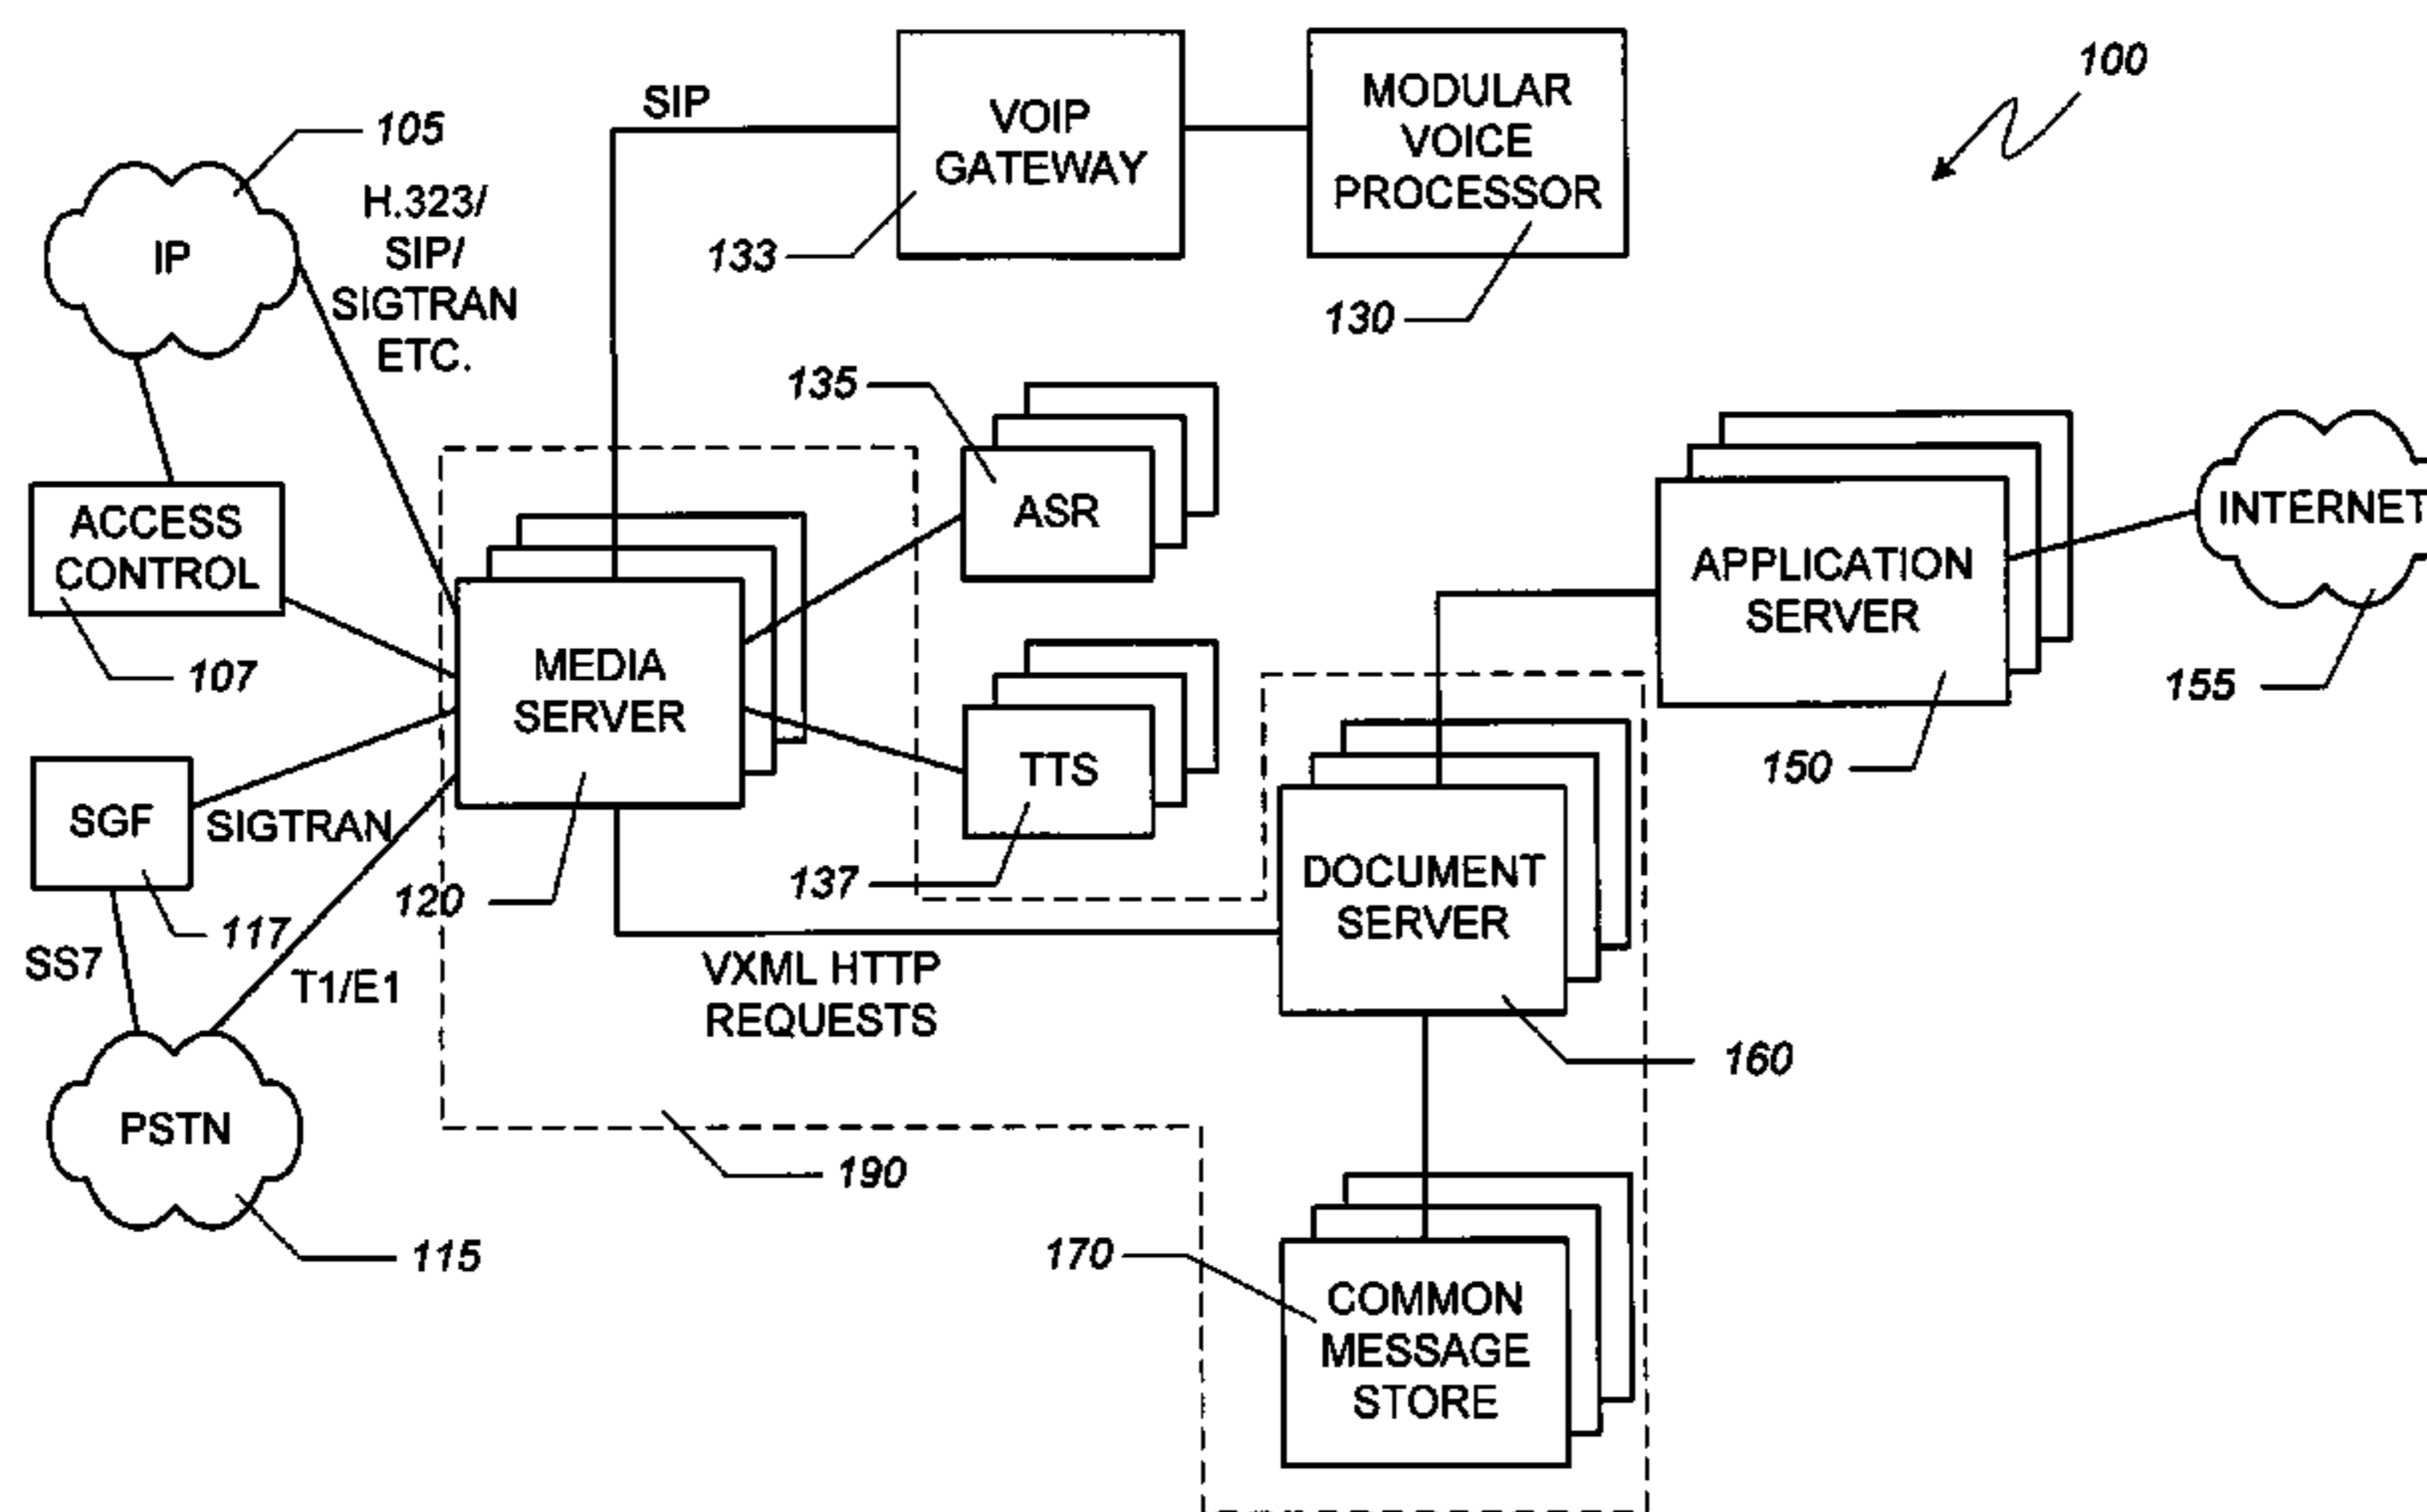 100
SIP
VOIP
GATEWAY
133
MODULAR
VOICE
PROCESSOR
130
105
IP
H.323/
SIP/
SIGTRAN
ETC.
ACCESS
CONTROL
107
135
ASR
MEDIA
SERVER
120
TTS
137
APPLICATION
SERVER
150
INTERNET
155
SGF
117
SIGTRAN
SS7
T1/E1
PSTN
115
VXML HTTP
REQUESTS
DOCUMENT
SERVER
160
190
170
COMMON
MESSAGE
STORE